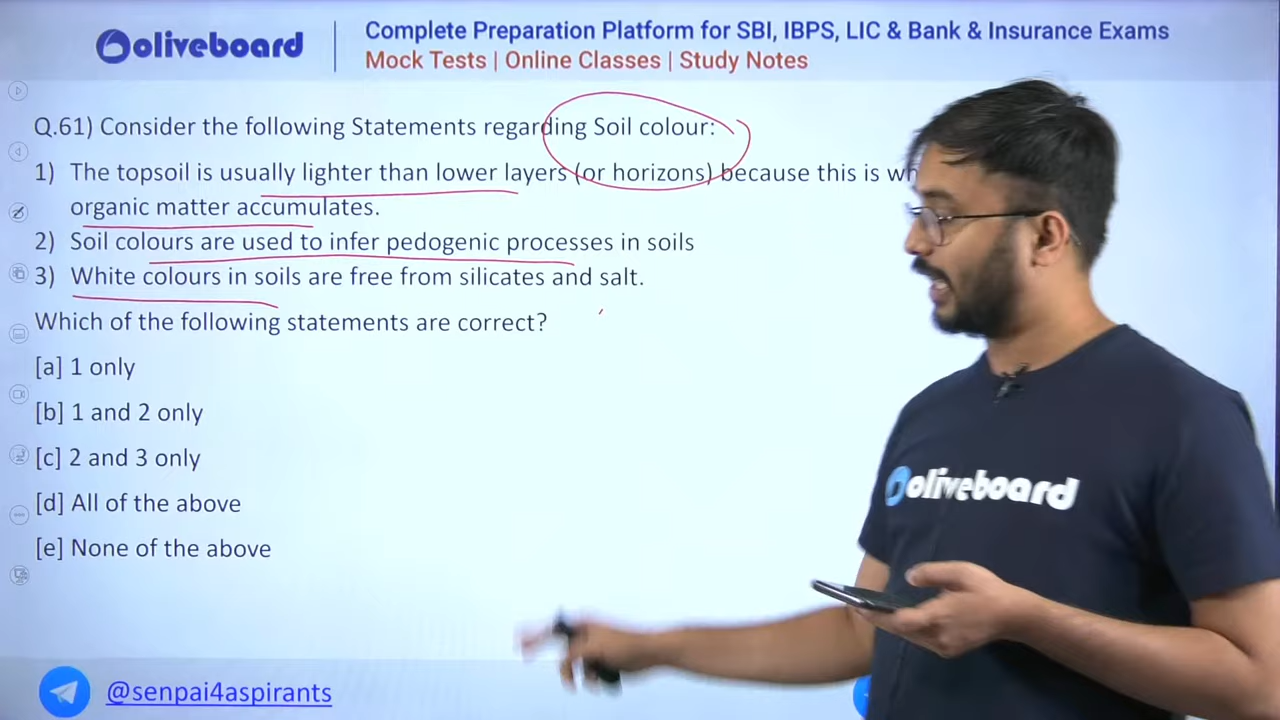 oliveboard
Complete Preparation Platform for SBI, IBPS, LIC & Bank & Insurance Exams
Mock Tests | Online Classes | Study Notes
Q.61) Consider the following Statements regarding Soil colour:
1) The topsoil is usually lighter than lower layers (or horizons) because this is
organic matter accumulates.
2) Soil colours are used to infer pedogenic processes in soils
3) White colours in soils are free from silicates and salt.
Which of the following statements are correct?
[a] 1 only
[b] 1 and 2 only
[c] 2 and 3 only
[d] All of the above
[e] None of the above
oliveboard
@senpai4aspirants